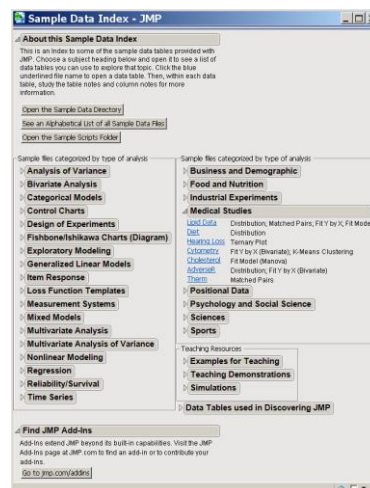 Sample Data Index - JMP
About this Sample Data Index
This is an index to some of the sample data tables provided with
JMP. Choose a subject heading below and open it to see a list of
data tables you can use to explore that topic. Click the blue
underlined file name to open a data table. Then, within each data
table, study the table notes and column notes for more
information.
Open the Sample Data Directory
See an Alphabetical List of all Sample Data Files
Open the Sample Scripts Folder
Sample files categorized by type of analysis
Analysis of Variance
Bivariate Analysis
Categorical Models
Control Charts
Design of Experiments
Fishbone/Ishikawa Charts (Diagram)
Exploratory Modeling
Generalized Linear Models
Item Response
Loss Function Templates
Measurement Systems
Mixed Models
Multivariate Analysis
Multivariate Analysis of Variance
Nonlinear Modeling
Regression
Reliability/Survival
Time Series
Sample files categorized by type of analysis
Business and Demographic
Food and Nutrition
Industrial Experiments
Medical Studies
Lipid Data Distribution; Matched Pairs; Fit Y by X; Fit Mode
Diet Distribution
Hearing Loss Ternary Plot
Cytometry Fit Y by X (Bivariate); K-Means Clustering
Cholesterol Fit Model (Manova)
AdverseR Distribution; Fit Y by X (Bivariate)
Therm Matched Pairs
Positional Data
Psychology and Social Science
Sciences
Sports
Teaching Resources
Examples for Teaching
Teaching Demonstrations
Simulations
Data Tables used in Discovering JMP
Find JMP Add-Ins
Add-Ins extend JMP beyond its built-in capabilities. Visit the JMP
Add-Ins page at JMP.com to find an add-in or to contribute your
add-ins.
Go to jmp.com/addins